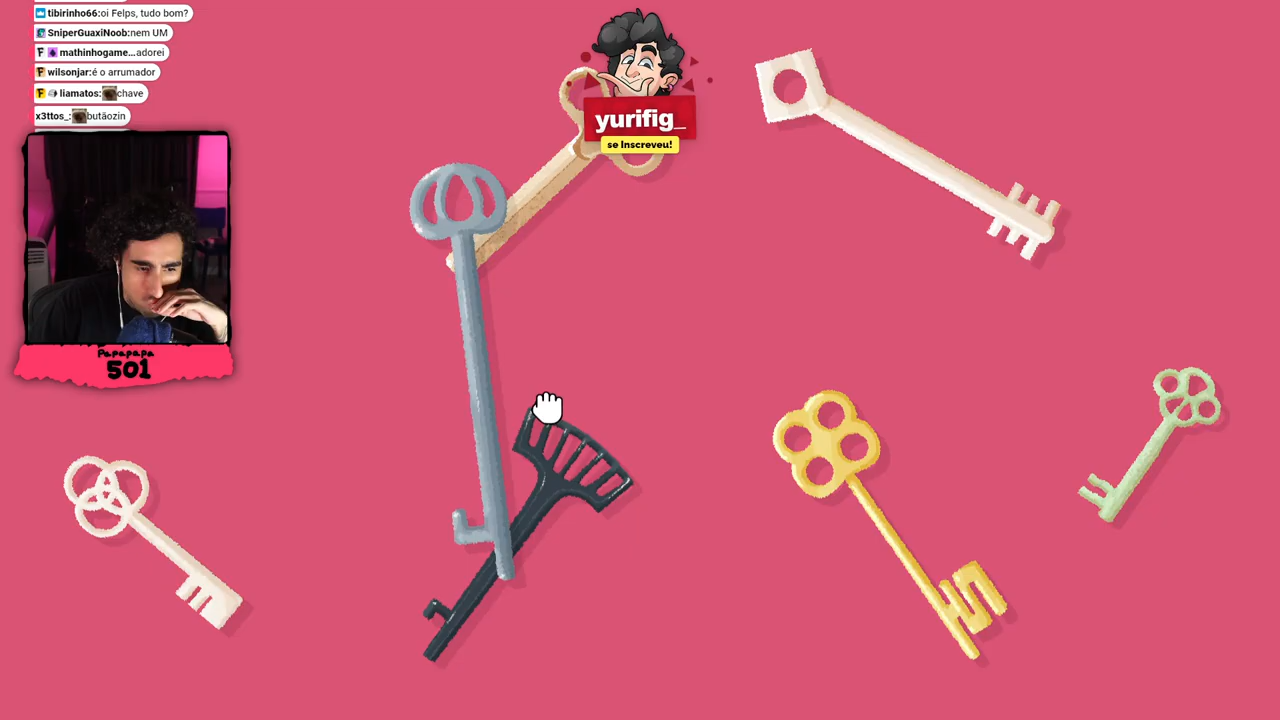 tibirinho66:oi Felps, tudo bom?
SniperGuaxiNoob:nem UM
mathinhogame...adorei
wilsonjar:é o arrumador
liamatos:chave
x3ttos_:butãozin
Papapapa
501
yurifig_
se Inscreveu!